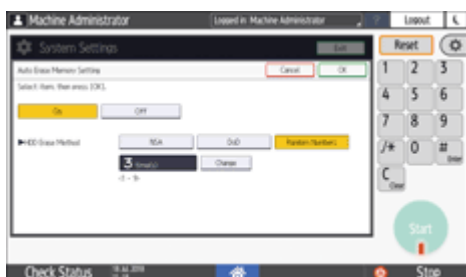 Machine Administrator
Logged in Machine Administrator
Logout
System Settings
Exit
Reset
Auto Erase Memory Setting
Cancel
OK
Select item, then press [OK].
On
Off
HDD Erase Method
NSA
DoD
Random Numbers
3 time(s)
Change
1 2 3
4 5 6
7 8 9
/* 0 #
Enter
C
Clear
Start
Check Status
Stop